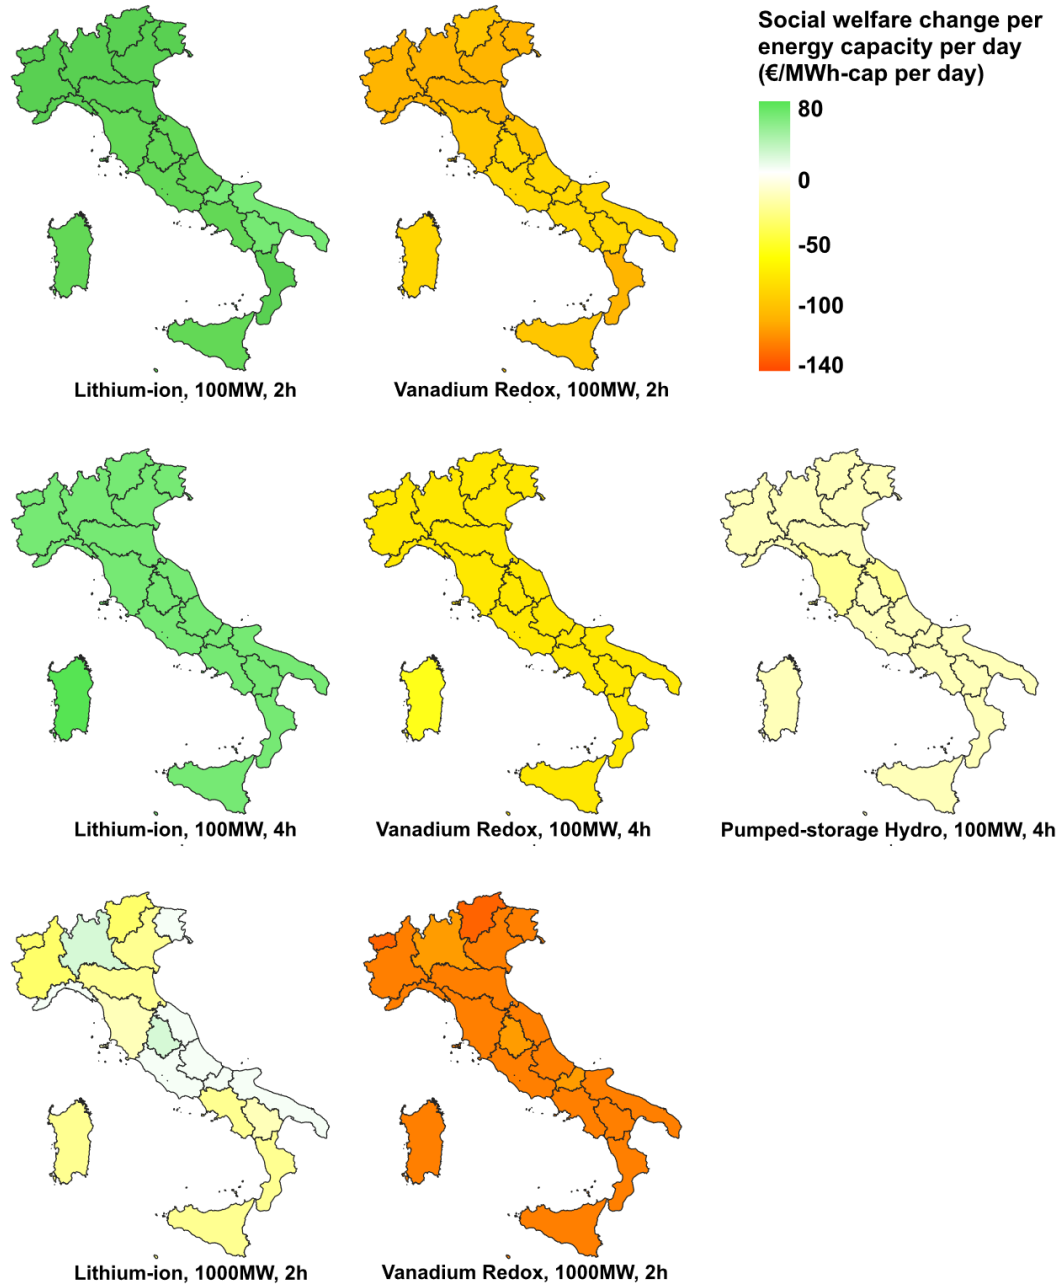 Social welfare change per
energy capacity per day
(€/MWh-cap per day)
80
0
-50
-100
-140
Lithium-ion, 100MW, 2h
Vanadium Redox, 100MW, 2h
Lithium-ion, 100MW, 4h
Vanadium Redox, 100MW, 4h
Pumped-storage Hydro, 100MW, 4h
Lithium-ion, 1000MW, 2h
Vanadium Redox, 1000MW, 2h